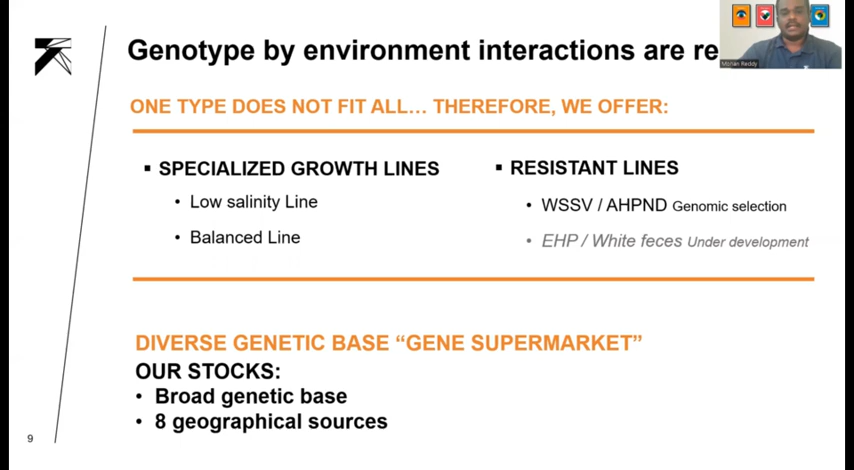 Genotype by environment interactions are re
Mohan Reddy
ONE TYPE DOES NOT FIT ALL… THEREFORE, WE OFFER:
▪ SPECIALIZED GROWTH LINES
• Low salinity Line
• Balanced Line
▪ RESISTANT LINES
• WSSV / AHPND Genomic selection
• EHP / White feces Under development
DIVERSE GENETIC BASE “GENE SUPERMARKET”
OUR STOCKS:
• Broad genetic base
• 8 geographical sources
9